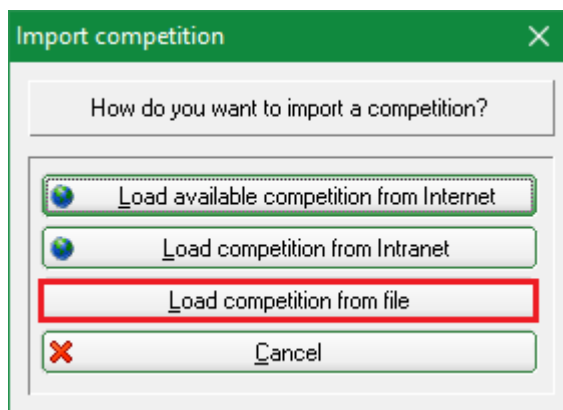 Import competition
How do you want to import a competition?
Load available competition from Internet
Load competition from Intranet
Load competition from file
Cancel